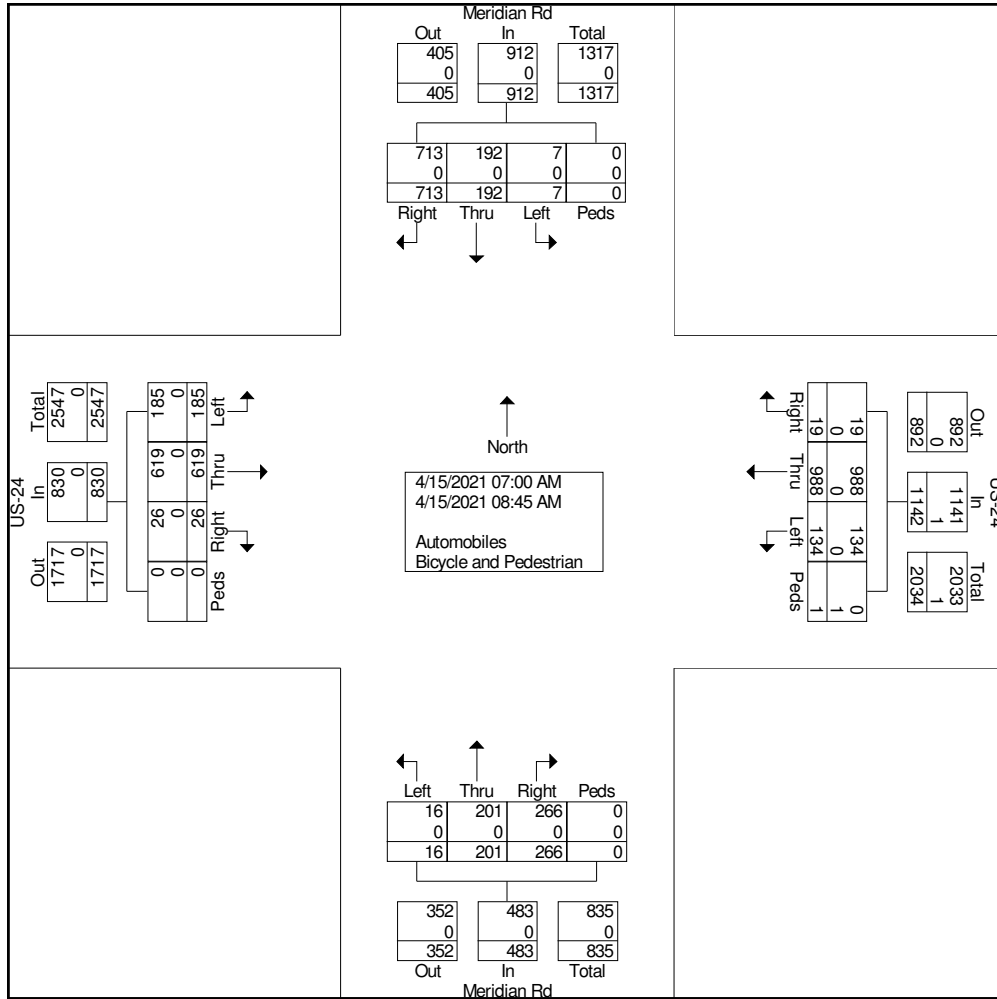 Meridian Rd
Out In Total
405 912 1317
0 0 0
405 912 1317
713 192 7 0
0 0 0 0
713 192 7 0
Right Thru Left Peds
US-24
Total In Out
2547 830 1717
0 0 0
2547 830 1717
185 619 26 0
0 0 0 0
185 619 26 0
Left Thru Right Peds
North
4/15/2021 07:00 AM
4/15/2021 08:45 AM
Automobiles
Bicycle and Pedestrian
US-24
Out In Total
892 1141 2033
0 1 1
892 1142 2034
19 988 134 0
0 0 0 1
19 988 134 1
Right Thru Left Peds
Left Thru Right Peds
16 201 266 0
0 0 0 0
16 201 266 0
352 483 835
0 0 0
352 483 835
Out In Total
Meridian Rd